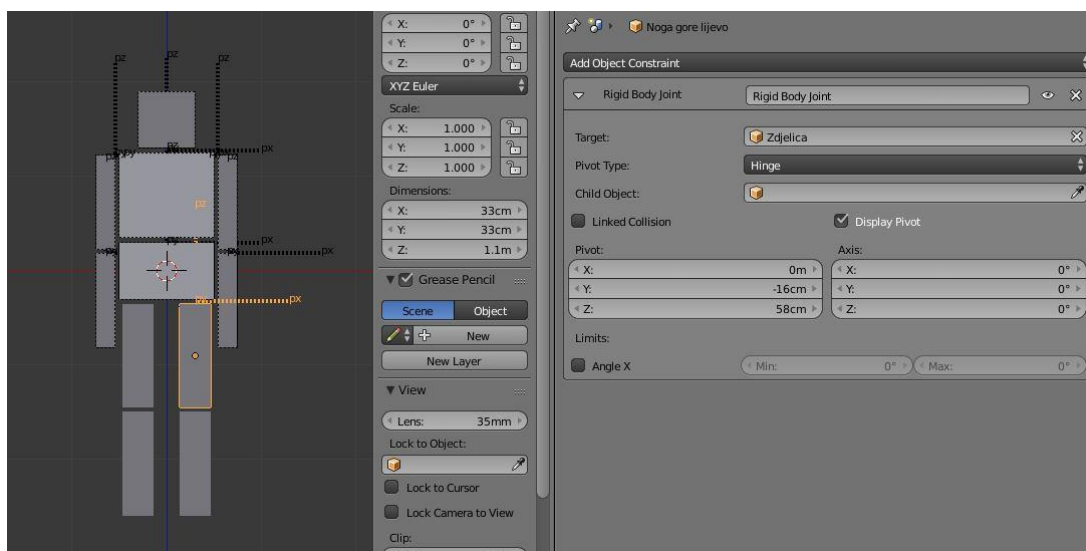 pz
pz
pz
px
pz
px
px
px
X: 0°
Y: 0°
Z: 0°
XYZ Euler
Scale:
X: 1.000
Y: 1.000
Z: 1.000
Dimensions:
X: 33cm
Y: 33cm
Z: 1.1m
Grease Pencil
Scene Object
New
New Layer
View
Lens: 35mm
Lock to Object:
Lock to Cursor
Lock Camera to View
Clip:
Noga gore lijevo
Add Object Constraint
Rigid Body Joint Rigid Body Joint
Target: Zdjelica
Pivot Type: Hinge
Child Object:
Linked Collision Display Pivot
Pivot: Axis:
X: 0m X: 0°
Y: -16cm Y: 0°
Z: 58cm Z: 0°
Limits:
Angle X Min: 0° Max: 0°